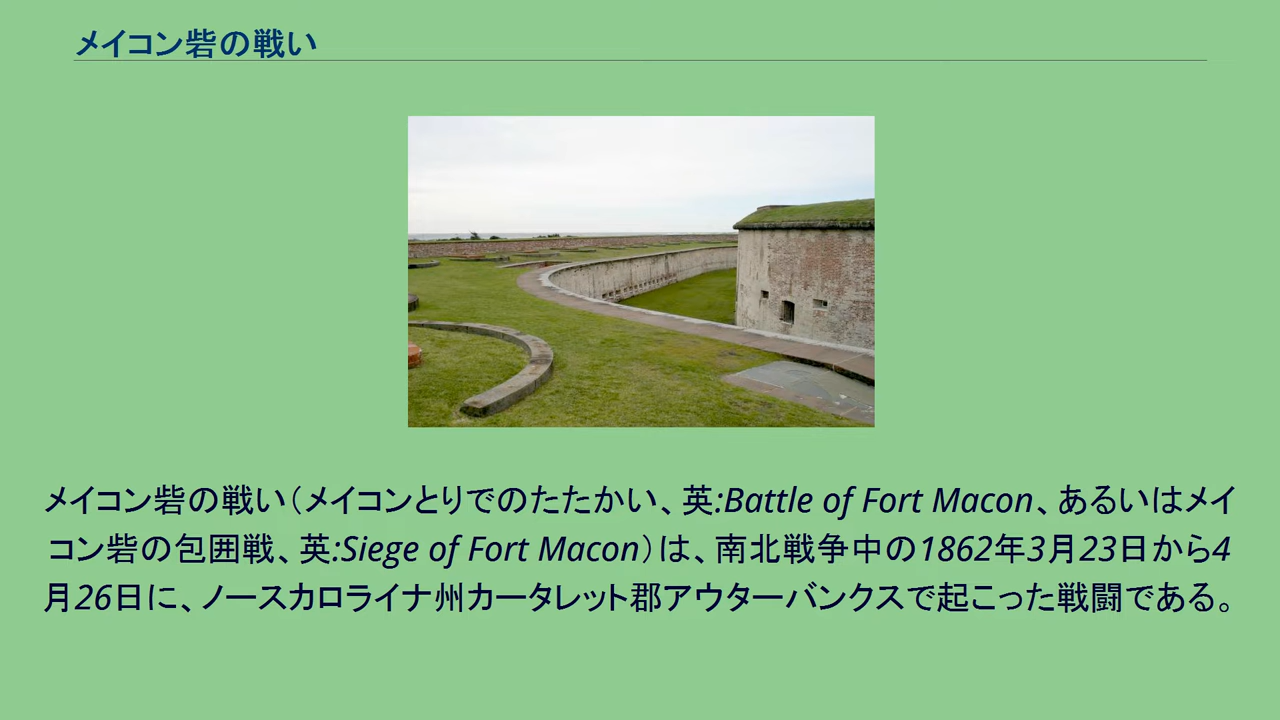 メイコン砦の戦い
メイコン砦の戦い（メイコンとりでのたたかい、英:Battle of Fort Macon、あるいはメイ
コン砦の包囲戦、英:Siege of Fort Macon）は、南北戦争中の1862年3月23日から4
月26日に、ノースカロライナ州カータレット郡アウターバンクスで起こった戦闘である。